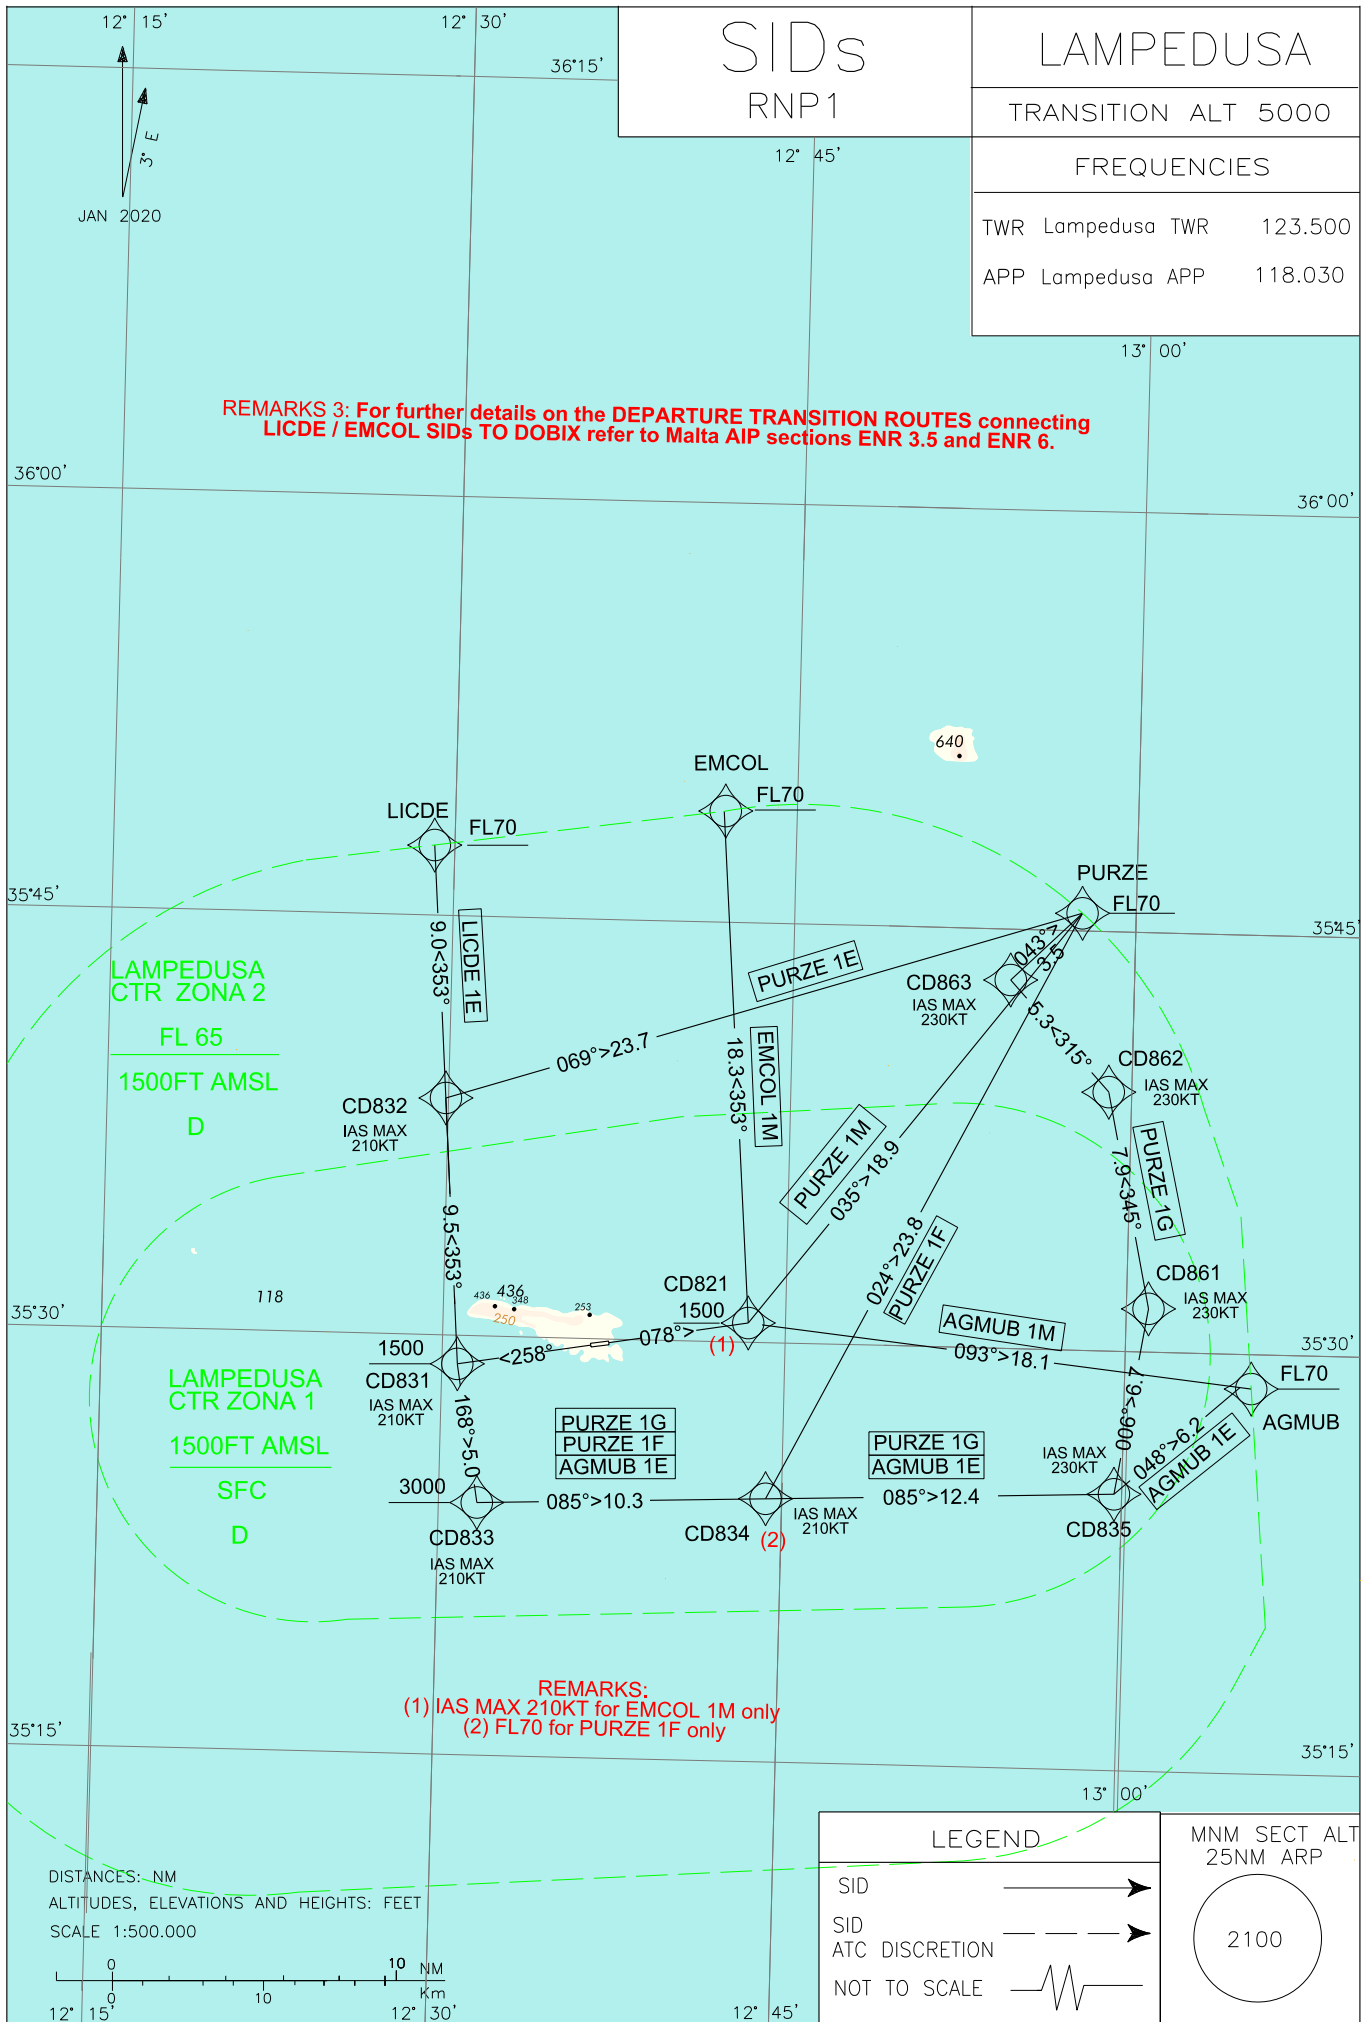 12° 15'
12° 30'
36°15'
SIDs
RNP1
LAMPEDUSA
TRANSITION ALT 5000
FREQUENCIES
TWR Lampedusa TWR 123.500
APP Lampedusa APP 118.030
3° E
JAN 2020
12° 45'
13° 00'
REMARKS 3: For further details on the DEPARTURE TRANSITION ROUTES connecting
LICDE / EMCOL SIDs TO DOBIX refer to Malta AIP sections ENR 3.5 and ENR 6.
36°00'
36°00'
640
EMCOL
FL70
LICDE
FL70
PURZE
FL70
35°45'
35°45'
9.0<353°
LICDE 1E
LAMPEDUSA
CTR ZONA 2
FL 65
1500FT AMSL
D
PURZE 1E
069°>23.7
043°>
3.5
CD863
IAS MAX
230KT
5.3<315°
CD862
IAS MAX
230KT
18.3<353°
EMCOL 1M
CD832
IAS MAX
210KT
PURZE 1M
035°>18.9
7.9<345°
PURZE 1G
9.5<353°
024°>23.8
PURZE 1F
CD861
IAS MAX
230KT
118
436
436
348
253
250
CD821
1500
(1)
35°30'
35°30'
078°>
<258°
AGMUB 1M
093°>18.1
1500
CD831
IAS MAX
210KT
FL70
AGMUB
LAMPEDUSA
CTR ZONA 1
1500FT AMSL
SFC
D
168°>5.0
PURZE 1G
PURZE 1F
AGMUB 1E
085°>10.3
PURZE 1G
AGMUB 1E
085°>12.4
006°>6.7
048°>6.2
AGMUB 1E
IAS MAX
230KT
CD835
3000
CD833
IAS MAX
210KT
CD834
(2)
IAS MAX
210KT
REMARKS:
(1) IAS MAX 210KT for EMCOL 1M only
(2) FL70 for PURZE 1F only
35°15'
35°15'
13° 00'
DISTANCES: NM
ALTITUDES, ELEVATIONS AND HEIGHTS: FEET
SCALE 1:500.000
0 10 NM
0 10 Km
12° 15'
12° 30'
12° 45'
LEGEND
SID
SID
ATC DISCRETION
NOT TO SCALE
MNM SECT ALT
25NM ARP
2100